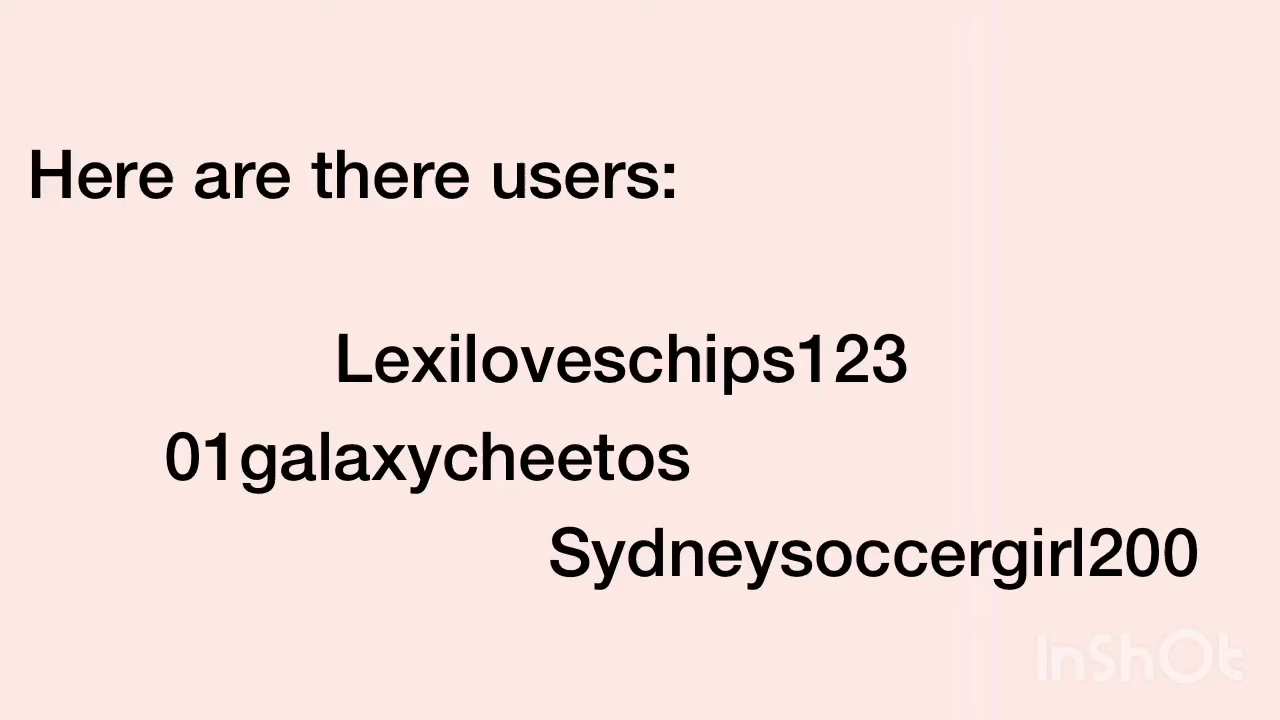 Here are there users:
Lexiloveschips123
01galaxycheetos
Sydneysoccergirl200
InShOt